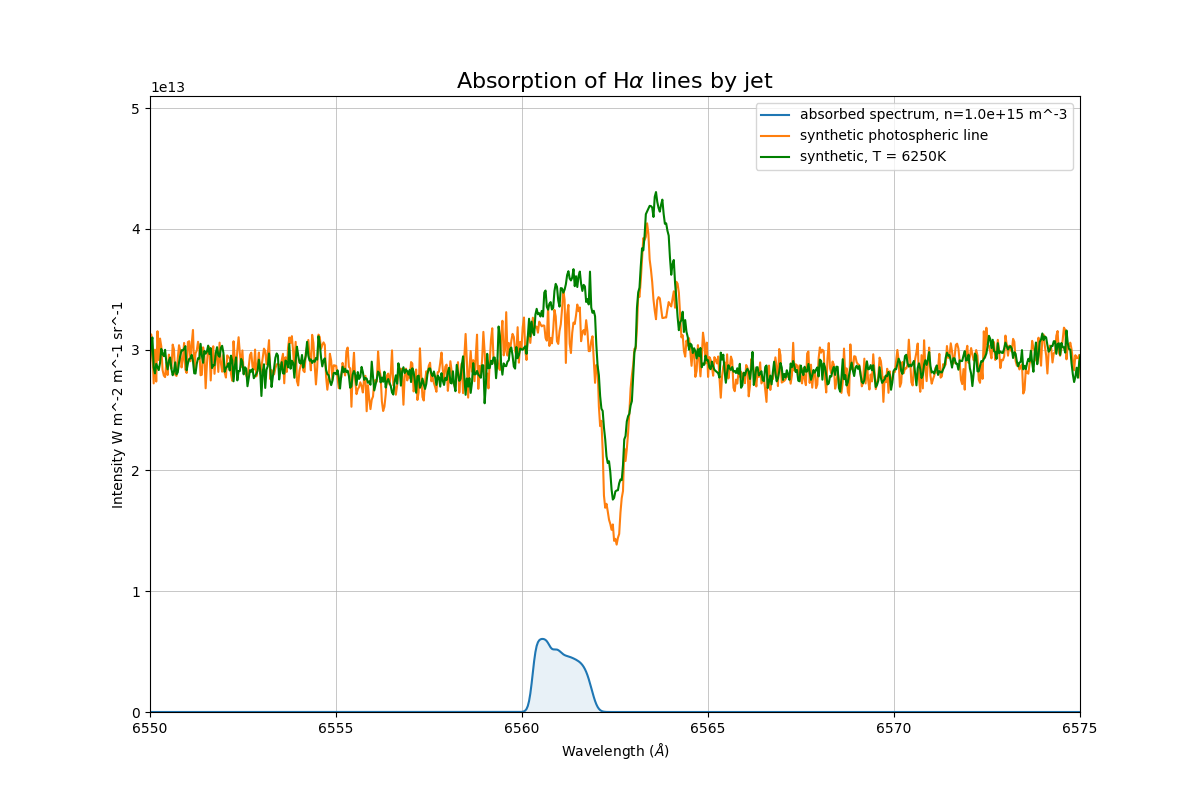 Absorption of Hα lines by jet
1e13
absorbed spectrum, n=1.0e+15 m^-3
synthetic photospheric line
synthetic, T = 6250K
5
4
3
2
1
0
Intensity W m^-2 m^-1 sr^-1
6550
6555
6560
6565
6570
6575
Wavelength (Å)